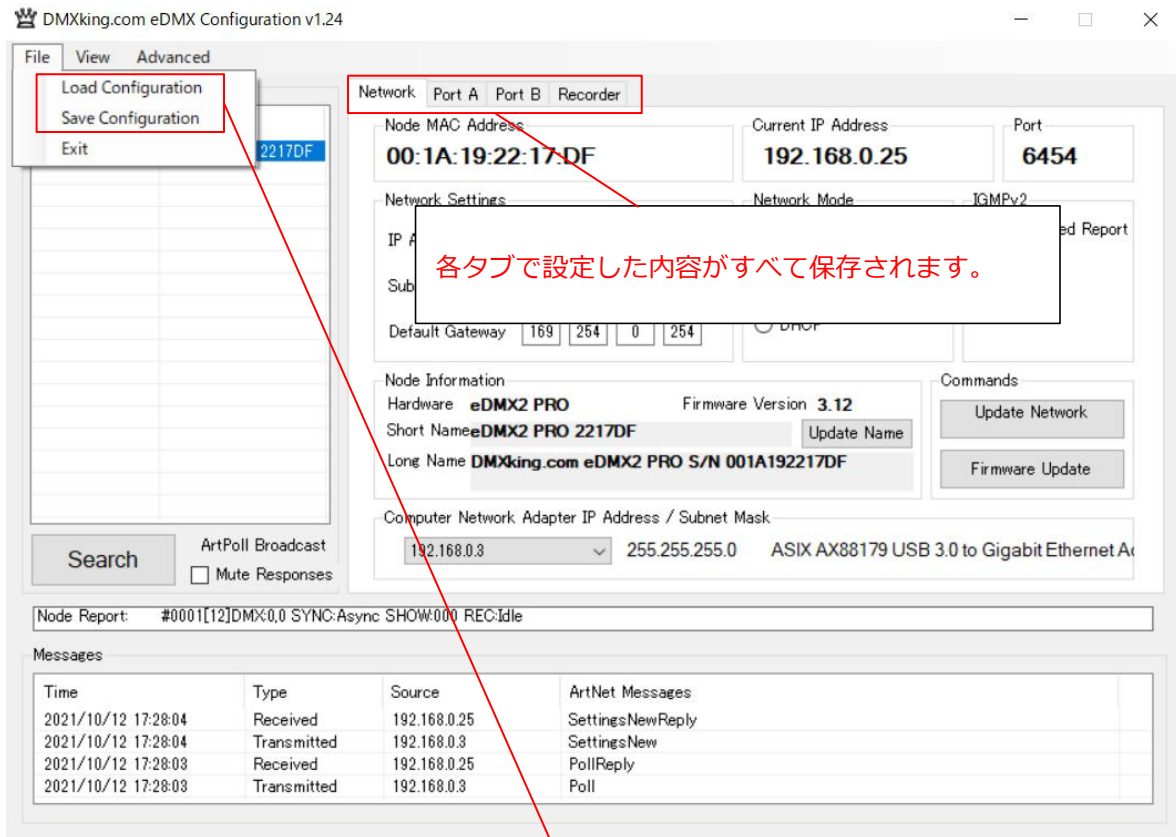 DMXking.com eDMX Configuration v1.24
File View Advanced
Load Configuration
Save Configuration
Exit
2217DF
Network Port A Port B Recorder
Node MAC Address
00:1A:19:22:17:DF
Current IP Address
192.168.0.25
Port
6454
Network Settings
Network Mode
IGMPv2
IP
ed Report
各タブで設定した内容がすべて保存されます。
Sub
Default Gateway 169 254 0 254
DHCP
Node Information
Hardware eDMX2 PRO Firmware Version 3.12
Short Name eDMX2 PRO 2217DF Update Name
Long Name DMXking.com eDMX2 PRO S/N 001A192217DF
Commands
Update Network
Firmware Update
Computer Network Adapter IP Address / Subnet Mask
192.168.0.3 255.255.255.0 ASIX AX88179 USB 3.0 to Gigabit Ethernet
Search
ArtPoll Broadcast
Mute Responses
Node Report: #0001[12]DMX:0,0 SYNC:Async SHOW:000 REC:Idle
Messages
Time Type Source ArtNet Messages
2021/10/12 17:28:04 Received 192.168.0.25 SettingsNewReply
2021/10/12 17:28:04 Transmitted 192.168.0.3 SettingsNew
2021/10/12 17:28:03 Received 192.168.0.25 PollReply
2021/10/12 17:28:03 Transmitted 192.168.0.3 Poll